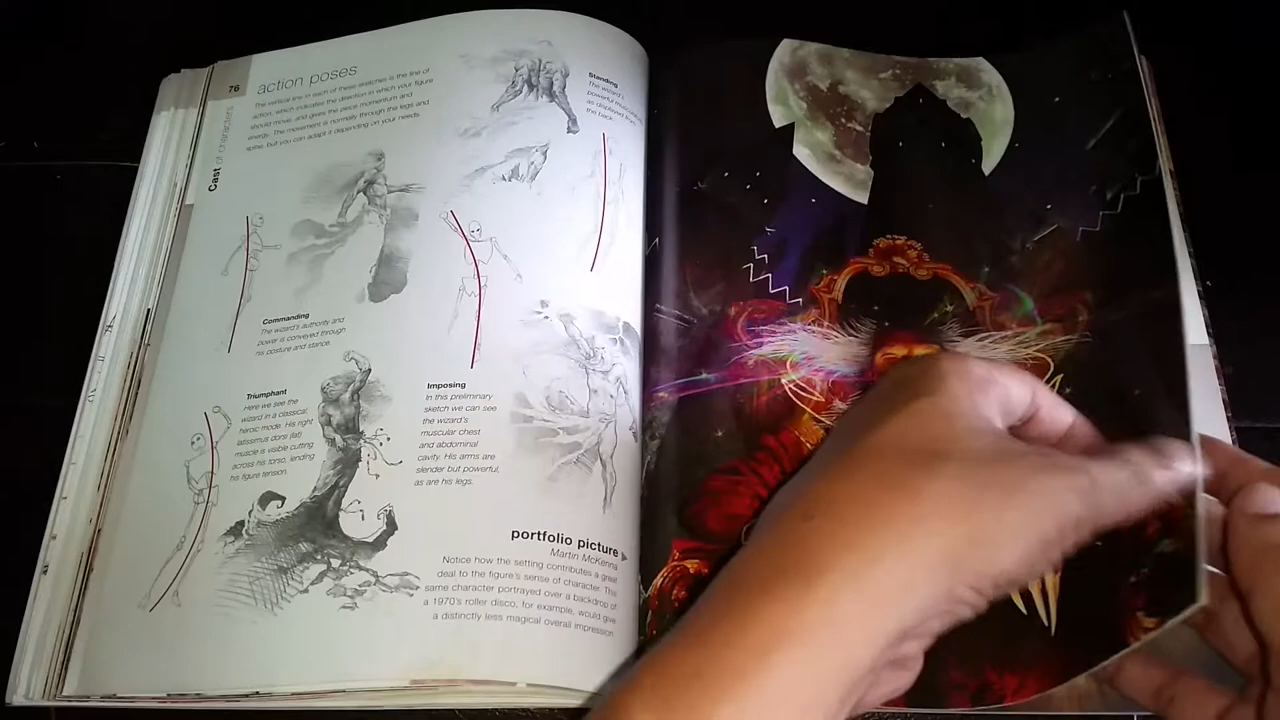 76
action poses
The vertical line in each of these sketches is the line of
action, which indicates the direction in which your figure
should move, and gives the piece momentum and
energy. The movement is normally through the legs and
spine, but you can adapt it depending on your needs.
Cast of characters
Standing
The wizard's
powerful
as displayed from
the back.
Commanding
The wizard's authority and
power is conveyed through
his posture and stance.
Triumphant
Here we see the
wizard in a classical,
heroic mode. His right
latissimus dorsi (lat)
muscle is visible cutting
across his torso, lending
his figure tension.
Imposing
In this preliminary
sketch we can see
the wizard's
muscular chest
and abdominal
cavity. His arms are
slender but powerful,
as are his legs.
portfolio picture
Martin McKenna
Notice how the setting contributes a great
deal to the figure's sense of character. The
same character portrayed over a backdrop of
a 1970's roller disco, for example, would give
a distinctly less magical overall impression.